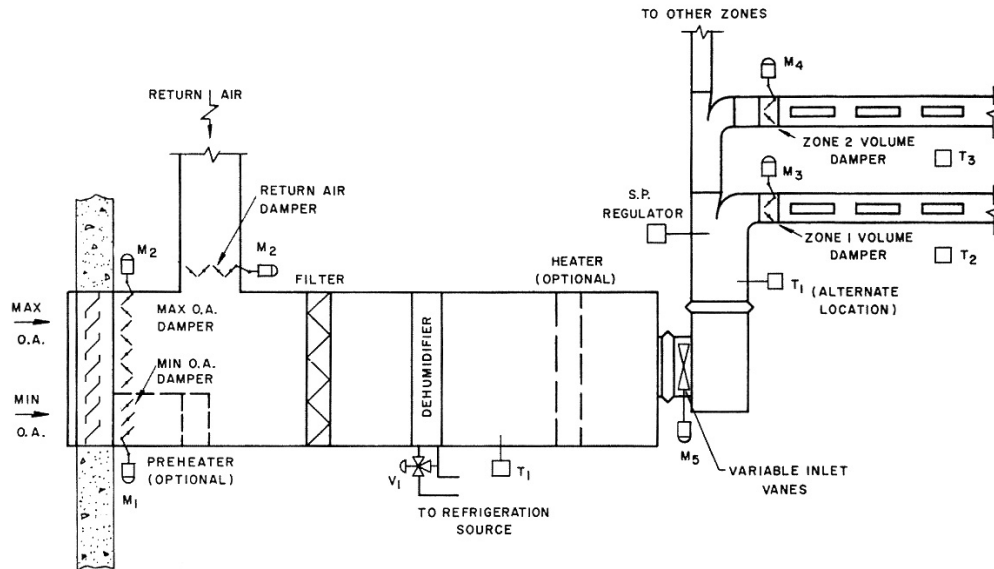 TO OTHER ZONES
M4
RETURN AIR
ZONE 2 VOLUME
DAMPER
T3
M3
RETURN AIR
DAMPER
S.P.
REGULATOR
M2
M2
ZONE 1 VOLUME
DAMPER
T2
FILTER
HEATER
(OPTIONAL)
T1
(ALTERNATE
LOCATION)
MAX
O.A.
MAX O.A.
DAMPER
MIN O.A.
DAMPER
DEHUMIDIFIER
MIN
O.A.
PREHEATER
(OPTIONAL)
M1
V1
T1
M5
VARIABLE INLET
VANES
TO REFRIGERATION
SOURCE